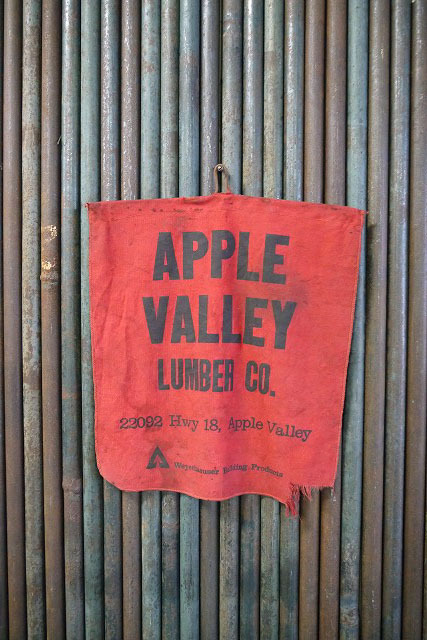 APPLE
VALLEY
LUMBER CO.
22092 Hwy 18, Apple Valley
Weyerhaeuser Building Products